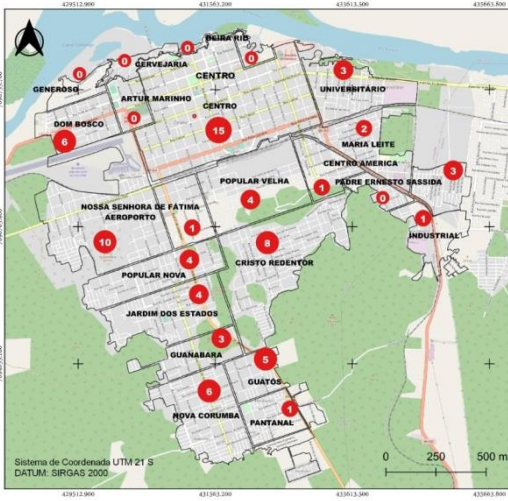 429512.900 431563.200 433613.500 435663.800
BEIRA RIO
0
0
0
CERVEJARIA
0
CENTRO
3
GENEROSO
UNIVERSITÁRIO
ARTUR MARINHO
CENTRO
0
DOM BOSCO
15
2
6
MARIA LEITE
CENTRO AMERICA
POPULAR VELHA
3
1
PADRE ERNESTO SASSIDA
4
0
NOSSA SENHORA DE FÁTIMA
AEROPORTO
1
1
INDUSTRIAL
10
8
4
CRISTO REDENTOR
POPULAR NOVA
4
JARDIM DOS ESTADOS
3
GUANABARA
5
GUATÓS
6
NOVA CORUMBA
1
PANTANAL
Sistema de Coordenada UTM 21 S
DATUM: SIRGAS 2000
0 250 500 m
429512.900 431563.200 433613.500 435663.800